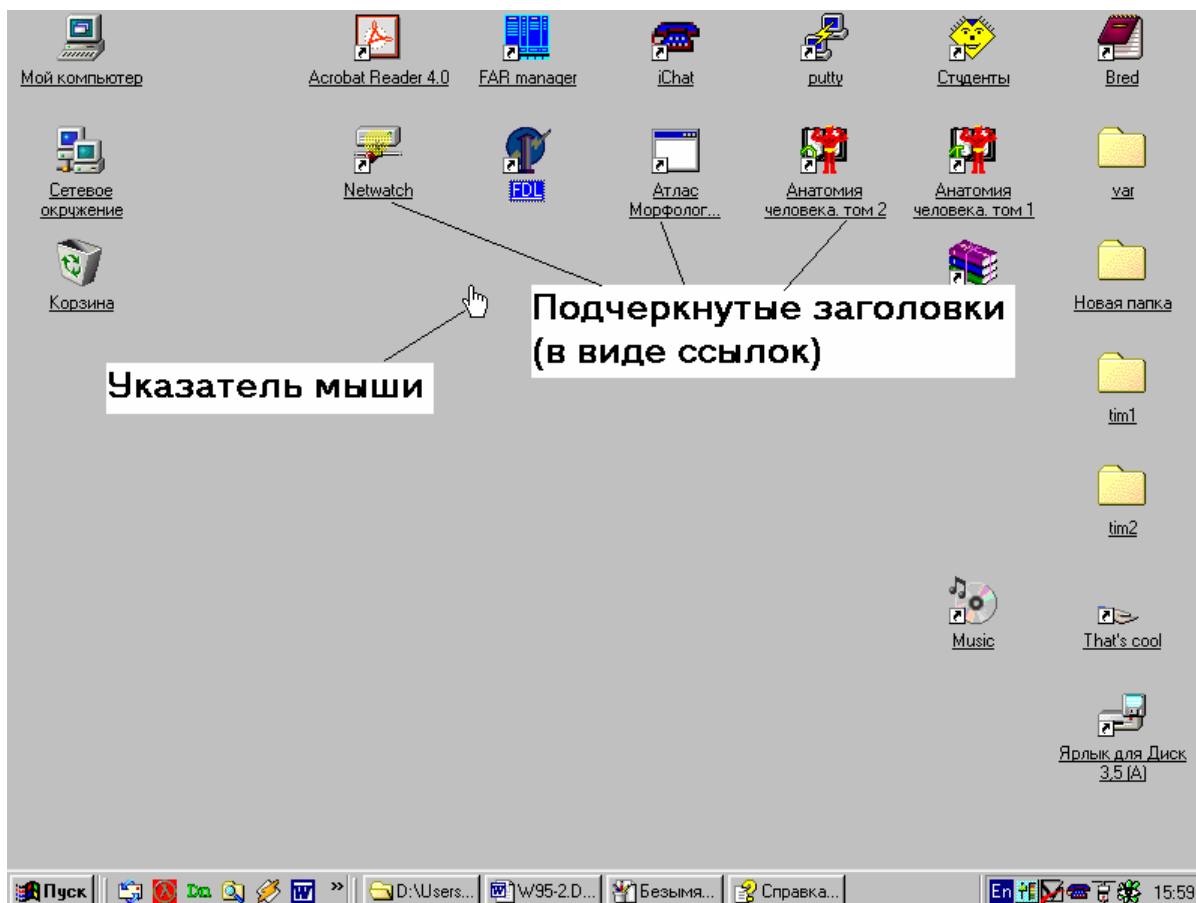 Мой компьютер
Acrobat Reader 4.0
FAR manager
iChat
putty
Студенты
Bred
Сетевое
окружение
Netwatch
FDL
Атлас
Морфолог...
Анатомия
человека. том 2
Анатомия
человека. том 1
var
Корзина
Новая папка
Подчеркнутые заголовки
(в виде ссылок)
Указатель мыши
tim1
tim2
Music
That's cool
Ярлык для Диск
3,5 (A)
Пуск
Dn
W
»
D:\Users...
W95-2.D...
Безымя...
Справка...
En
15:59